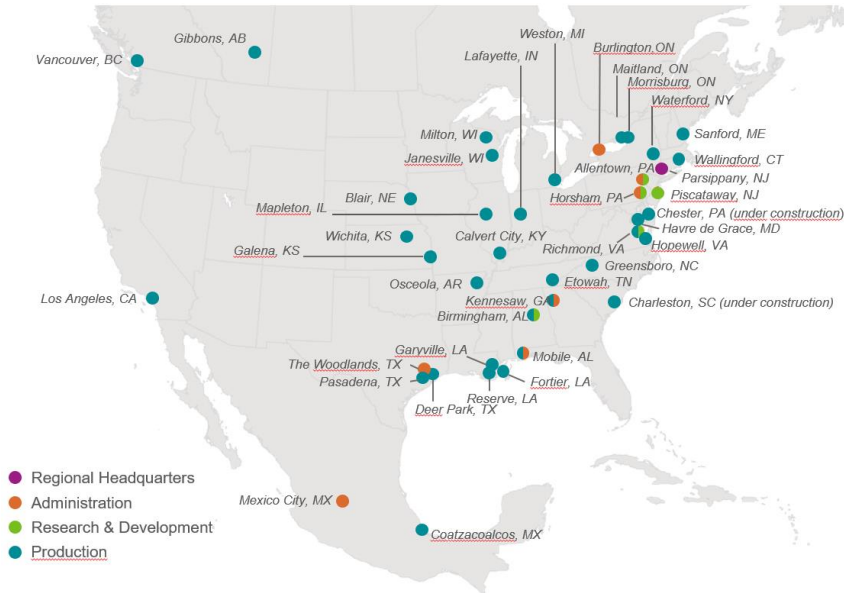 Weston, MI
Gibbons, AB
Lafayette, IN
Burlington,ON
Vancouver, BC
Maitland, ON
Morrisburg, ON
Waterford, NY
Milton, WI
Sanford, ME
Janesville, WI
Wallingford, CT
Allentown, PA
Parsippany, NJ
Blair, NE
Horsham, PA
Piscataway, NJ
Mapleton, IL
Chester, PA (under construction)
Havre de Grace, MD
Wichita, KS
Calvert City, KY
Richmond, VA
Hopewell, VA
Galena, KS
Greensboro, NC
Osceola, AR
Etowah, TN
Los Angeles, CA
Kennesaw, GA
Charleston, SC (under construction)
Birmingham, AL
Garyville, LA
Mobile, AL
The Woodlands, TX
Pasadena, TX
Fortier, LA
Reserve, LA
Deer Park, TX
Regional Headquarters
Administration
Mexico City, MX
Research & Development
Coatzacoalcos, MX
Production